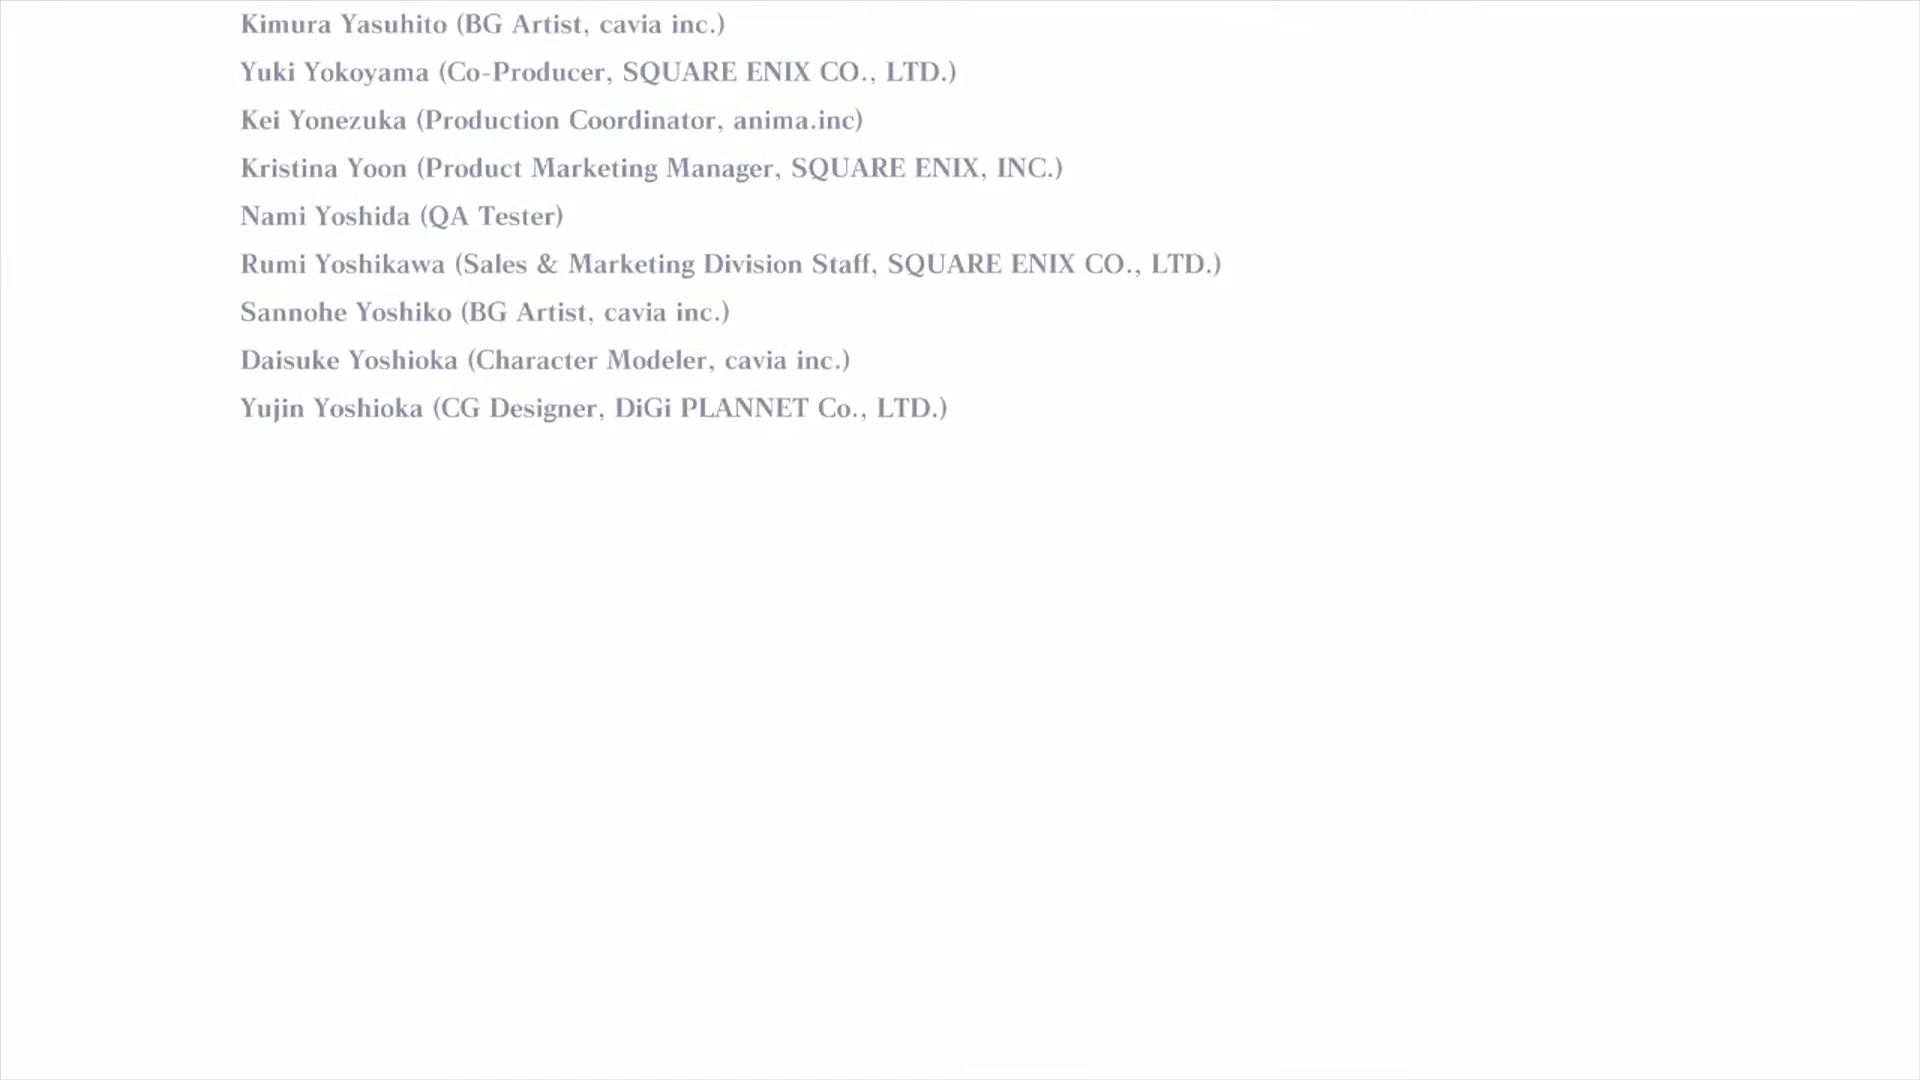 Kimura Yasuhito (BG Artist, cavia inc.)
Yuki Yokoyama (Co-Producer, SQUARE ENIX CO., LTD.)
Kei Yonezuka (Production Coordinator, anima.inc)
Kristina Yoon (Product Marketing Manager, SQUARE ENIX, INC.)
Nami Yoshida (QA Tester)
Rumi Yoshikawa (Sales & Marketing Division Staff, SQUARE ENIX CO., LTD.)
Sannohe Yoshiko (BG Artist, cavia inc.)
Daisuke Yoshioka (Character Modeler, cavia inc.)
Yujin Yoshioka (CG Designer, DiGi PLANNET Co., LTD.)